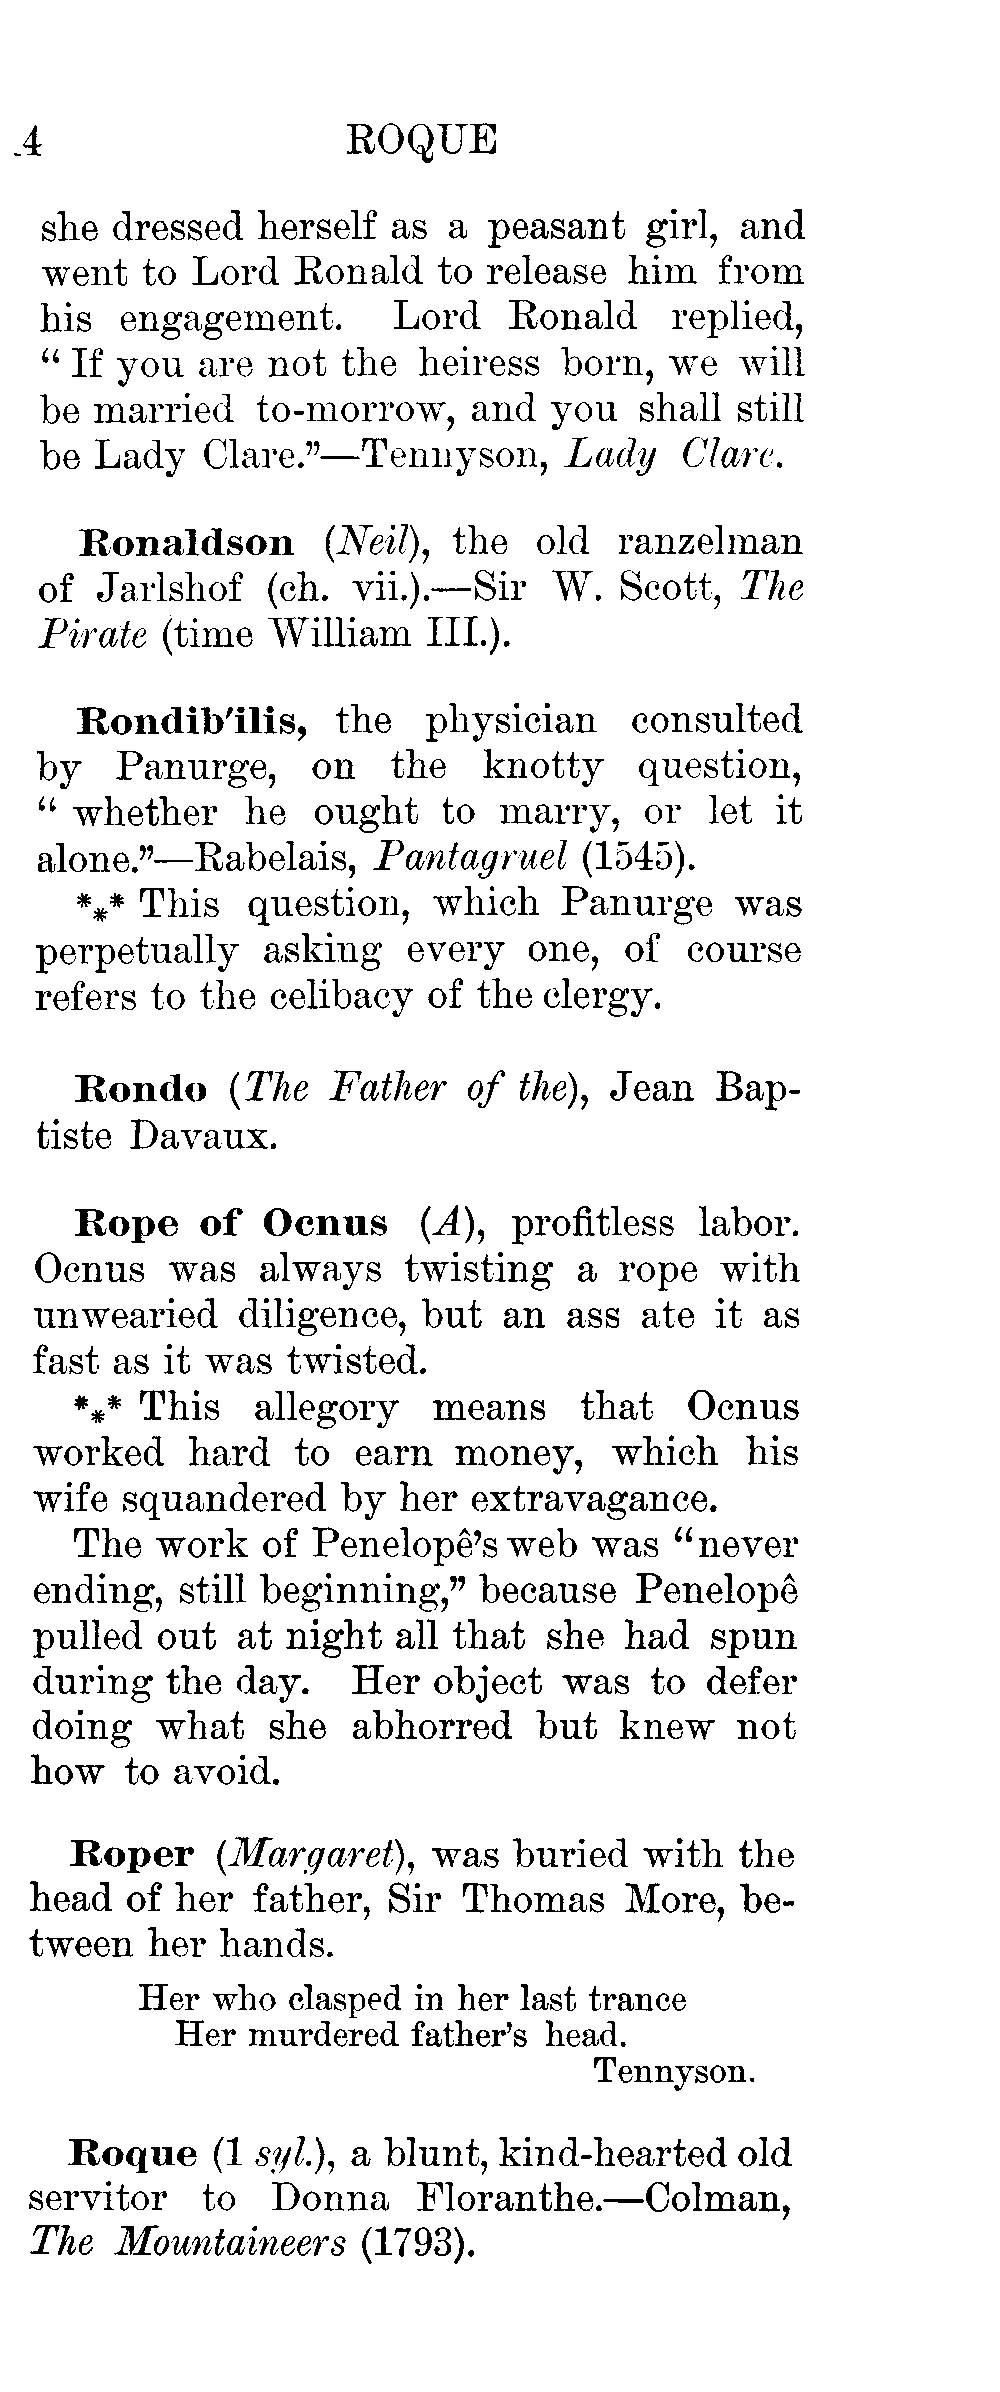 4 ROQUE
she dressed herself as a peasant girl, and
went to Lord Ronald to release him from
his engagement. Lord Ronald replied,
“ If you are not the heiress born, we will
be married to-morrow, and you shall still
be Lady Clare.”—Tennyson, Lady Clare.
Ronaldson (Neil), the old ranzelman
of Jarlshof (ch. vii.).—Sir W. Scott, The
Pirate (time William III.).
Rondib'ilis, the physician consulted
by Panurge, on the knotty question,
“ whether he ought to marry, or let it
alone.”—Rabelais, Pantagruel (1545).
*⁎* This question, which Panurge was
perpetually asking every one, of course
refers to the celibacy of the clergy.
Rondo (The Father of the), Jean Bap-
tiste Davaux.
Rope of Ocnus (A), profitless labor.
Ocnus was always twisting a rope with
unwearied diligence, but an ass ate it as
fast as it was twisted.
*⁎* This allegory means that Ocnus
worked hard to earn money, which his
wife squandered by her extravagance.
The work of Penelopê’s web was “never
ending, still beginning,” because Penelopê
pulled out at night all that she had spun
during the day. Her object was to defer
doing what she abhorred but knew not
how to avoid.
Roper (Margaret), was buried with the
head of her father, Sir Thomas More, be-
tween her hands.
Her who clasped in her last trance
Her murdered father’s head.
Tennyson.
Roque (1 syl.), a blunt, kind-hearted old
servitor to Donna Floranthe.—Colman,
The Mountaineers (1793).